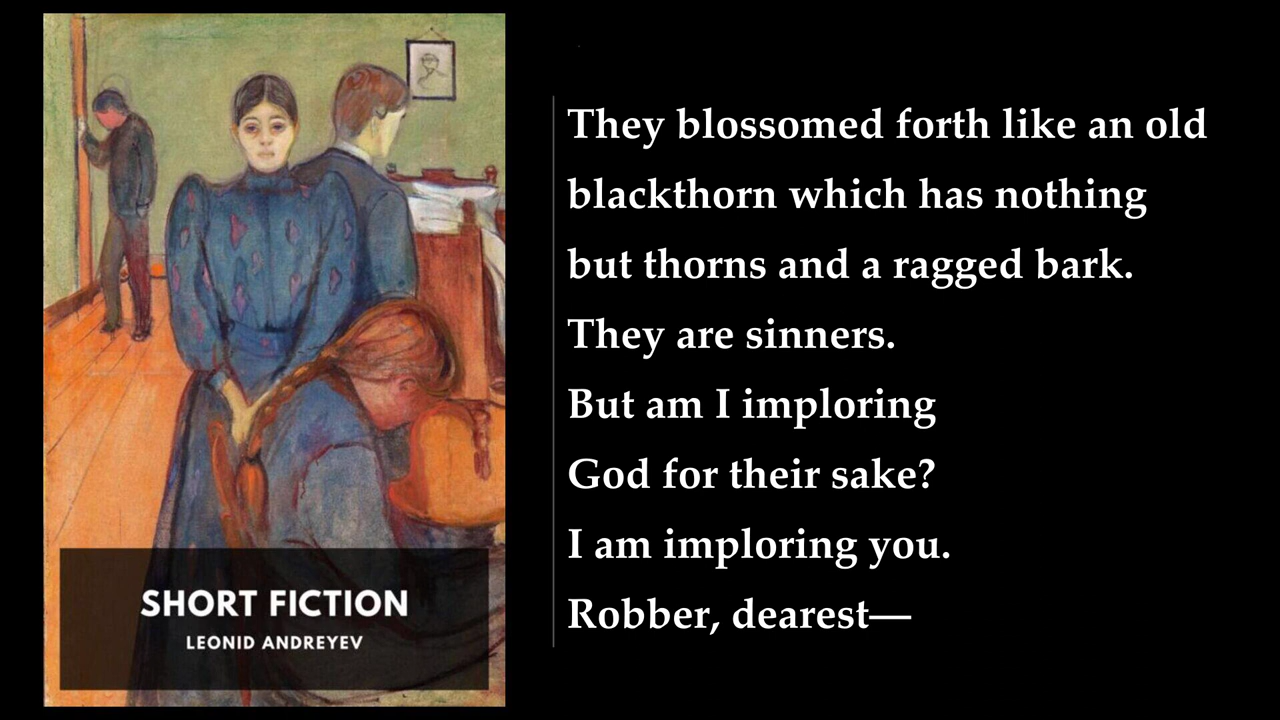 SHORT FICTION
LEONID ANDREYEV
They blossomed forth like an old
blackthorn which has nothing
but thorns and a ragged bark.
They are sinners.
But am I imploring
God for their sake?
I am imploring you.
Robber, dearest—